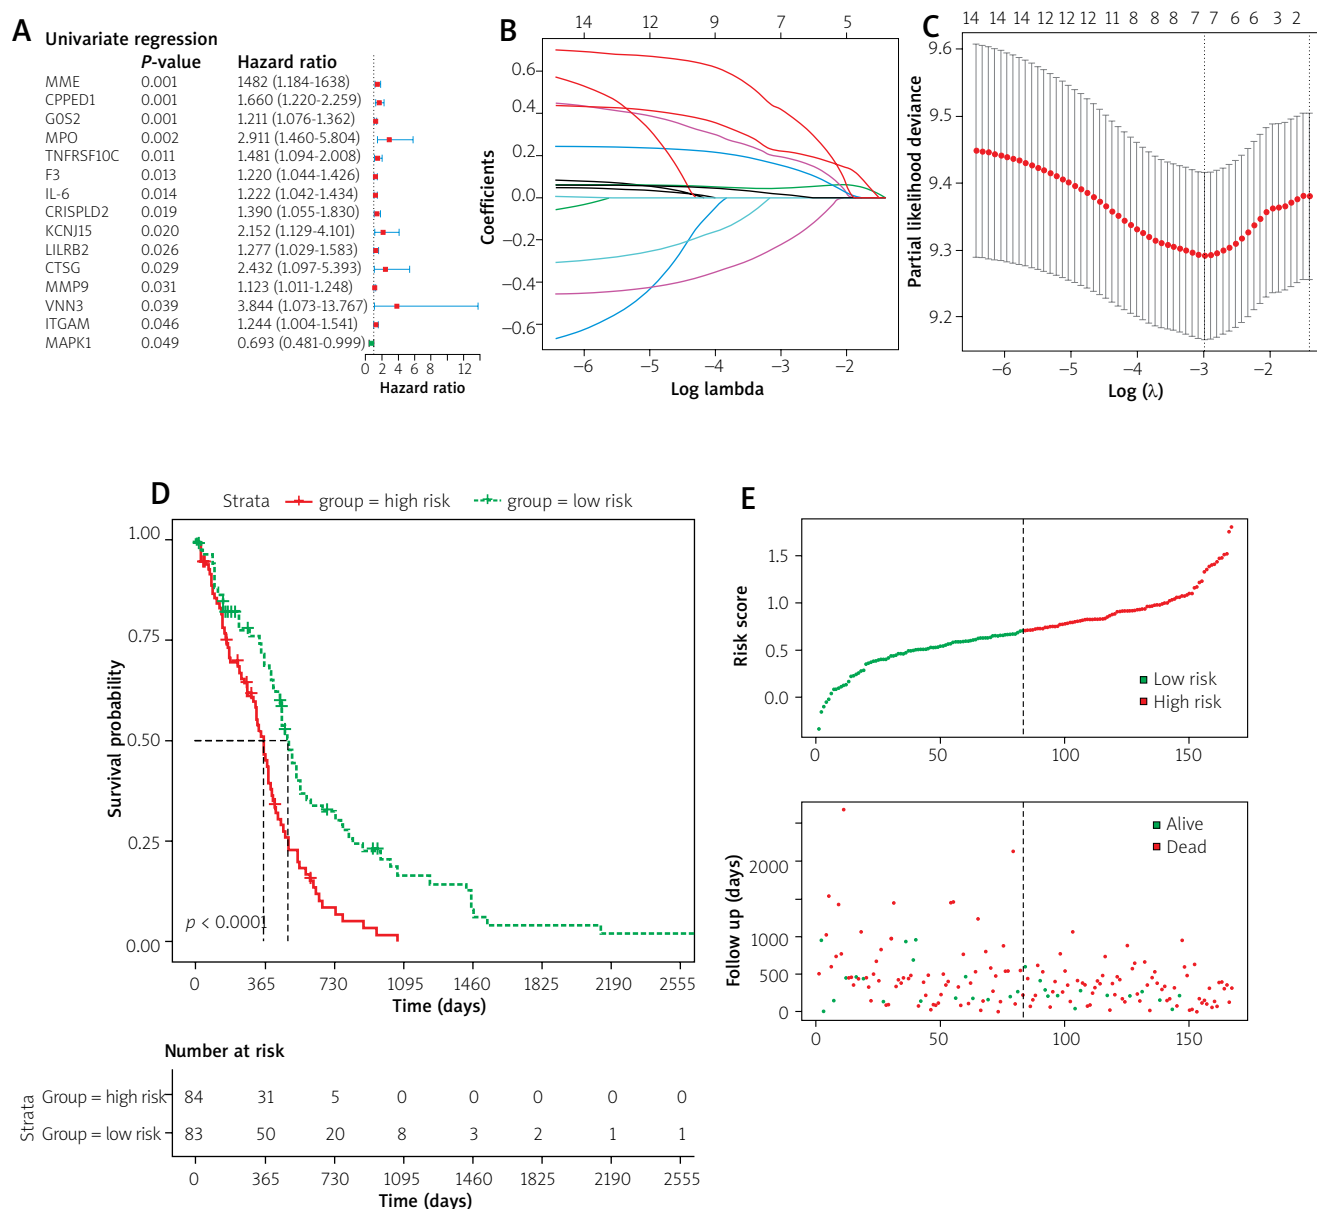 A
Univariate regression
P-value Hazard ratio
MME 0.001 1482 (1.184-1638)
CPPED1 0.001 1.660 (1.220-2.259)
G0S2 0.001 1.211 (1.076-1.362)
MPO 0.002 2.911 (1.460-5.804)
TNFRSF10C 0.011 1.481 (1.094-2.008)
F3 0.013 1.220 (1.044-1.426)
IL-6 0.014 1.222 (1.042-1.434)
CRISPLD2 0.019 1.390 (1.055-1.830)
KCNJ15 0.020 2.152 (1.129-4.101)
LILRB2 0.026 1.277 (1.029-1.583)
CTSG 0.029 2.432 (1.097-5.393)
MMP9 0.031 1.123 (1.011-1.248)
VNN3 0.039 3.844 (1.073-13.767)
ITGAM 0.046 1.244 (1.004-1.541)
MAPK1 0.049 0.693 (0.481-0.999)
0 2 4 6 8 12
Hazard ratio
B
14 12 9 7 5
Coefficients
0.6
0.4
0.2
0.0
−0.2
−0.4
−0.6
−6 −5 −4 −3 −2
Log lambda
C
14 14 14 12 12 12 11 8 8 8 7 7 6 6 3 2
Partial likelihood deviance
9.6
9.5
9.4
9.3
9.2
−6 −5 −4 −3 −2
Log (λ)
D
Strata group = high risk group = low risk
Survival probability
1.00
0.75
0.50
0.25
0.00
p < 0.0001
0 365 730 1095 1460 1825 2190 2555
Time (days)
Number at risk
Strata
Group = high risk 84 31 5 0 0 0 0 0
Group = low risk 83 50 20 8 3 2 1 1
0 365 730 1095 1460 1825 2190 2555
Time (days)
E
Risk score
1.5
1.0
0.5
0.0
Low risk
High risk
0 50 100 150
Follow up (days)
2000
1000
500
0
Alive
Dead
0 50 100 150